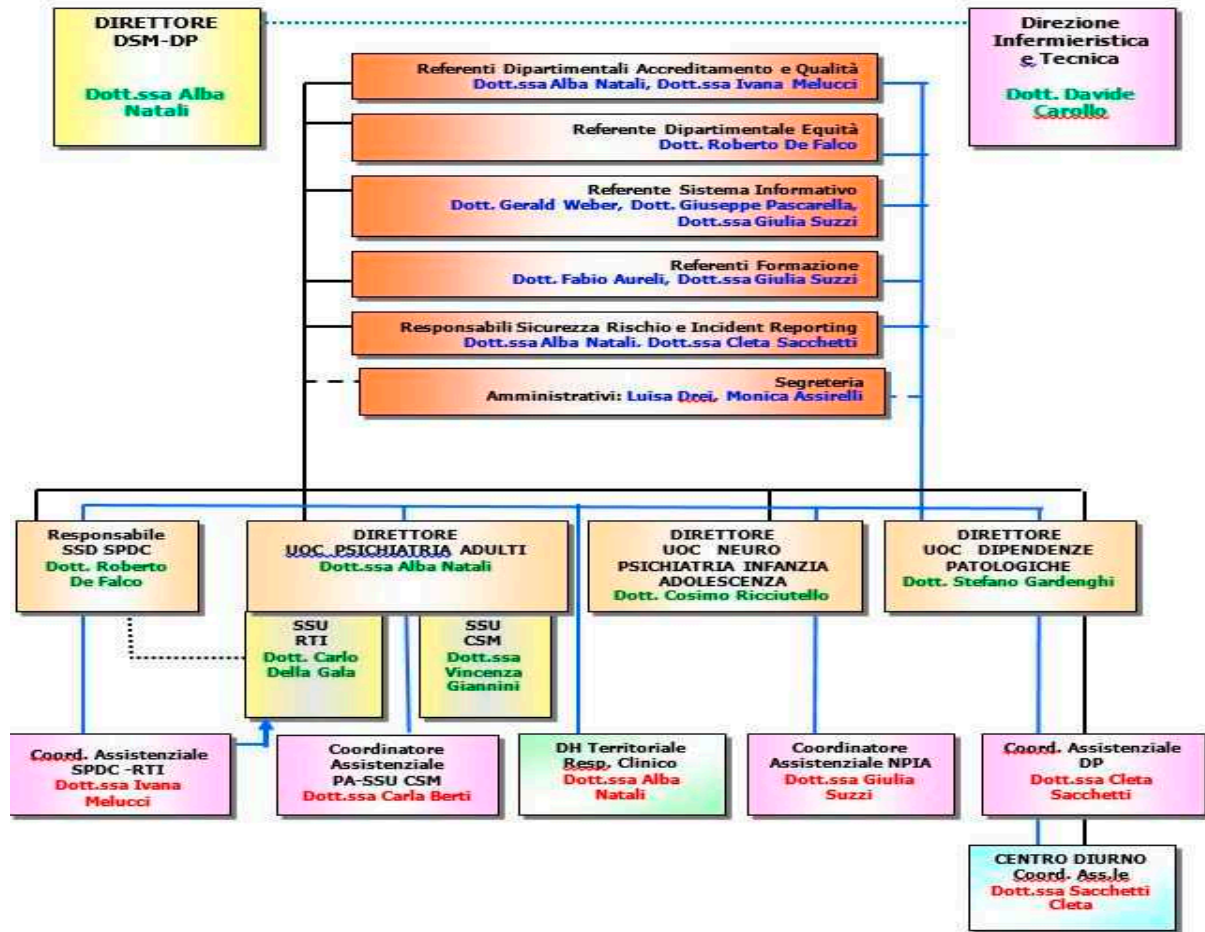 DIRETTORE
DSM-DP
Dott.ssa Alba
Natali
Direzione
Infermieristica
e Tecnica
Dott. Davide
Carollo
Referenti Dipartimentali Accreditamento e Qualità
Dott.ssa Alba Natali, Dott.ssa Ivana Melucci
Referente Dipartimentale Equità
Dott. Roberto De Falco
Referente Sistema Informativo
Dott. Gerald Weber, Dott. Giuseppe Pascarella,
Dott.ssa Giulia Suzzi
Referenti Formazione
Dott. Fabio Aureli, Dott.ssa Giulia Suzzi
Responsabili Sicurezza Rischio e Incident Reporting
Dott.ssa Alba Natali. Dott.ssa Cleta Sacchetti
Segreteria
Amministrativi: Luisa Drei, Monica Assirelli
Responsabile
SSD SPDC
Dott. Roberto
De Falco
DIRETTORE
UOC PSICHIATRIA ADULTI
Dott.ssa Alba Natali
DIRETTORE
UOC NEURO
PSICHIATRIA INFANZIA
ADOLESCENZA
Dott. Cosimo Ricciutello
DIRETTORE
UOC DIPENDENZE
PATOLOGICHE
Dott. Stefano Gardenghi
SSU
RTI
Dott. Carlo
Della Gala
SSU
CSM
Dott.ssa
Vincenza
Giannini
Coord. Assistenziale
SPDC -RTI
Dott.ssa Ivana
Melucci
Coordinatore
Assistenziale
PA-SSU CSM
Dott.ssa Carla Berti
DH Territoriale
Resp. Clinico
Dott.ssa Alba
Natali
Coordinatore
Assistenziale NPIA
Dott.ssa Giulia
Suzzi
Coord. Assistenziale
DP
Dott.ssa Cleta
Sacchetti
CENTRO DIURNO
Coord. Ass.le
Dott.ssa Sacchetti
Cleta